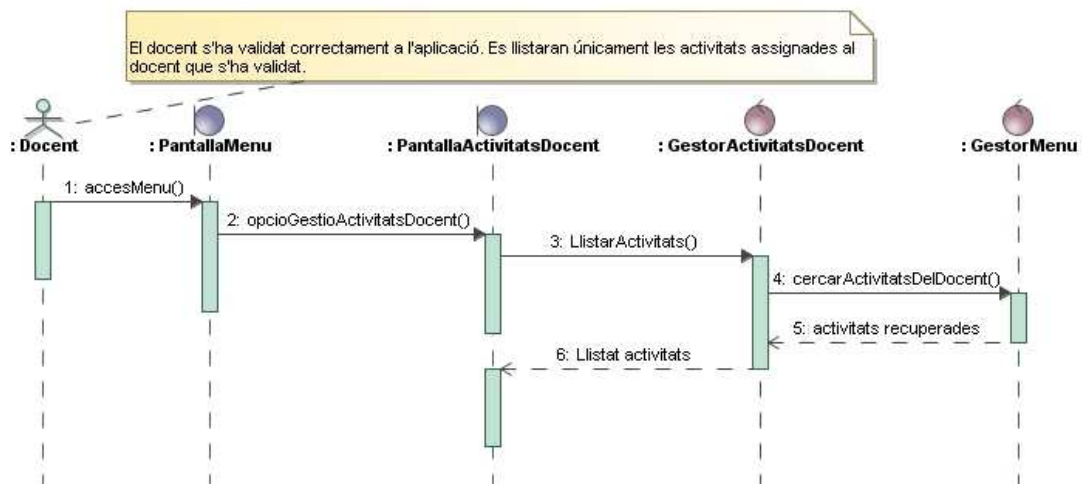 El docent s'ha validat correctament a l'aplicació. Es llistaran únicament les activitats assignades al
docent que s'ha validat.
: Docent
: PantallaMenu
: PantallaActivitatsDocent
: GestorActivitatsDocent
: GestorMenu
1: accesMenu()
2: opcioGestioActivitatsDocent()
3: LlistarActivitats()
4: cercarActivitatsDelDocent()
5: activitats recuperades
6: Llistat activitats